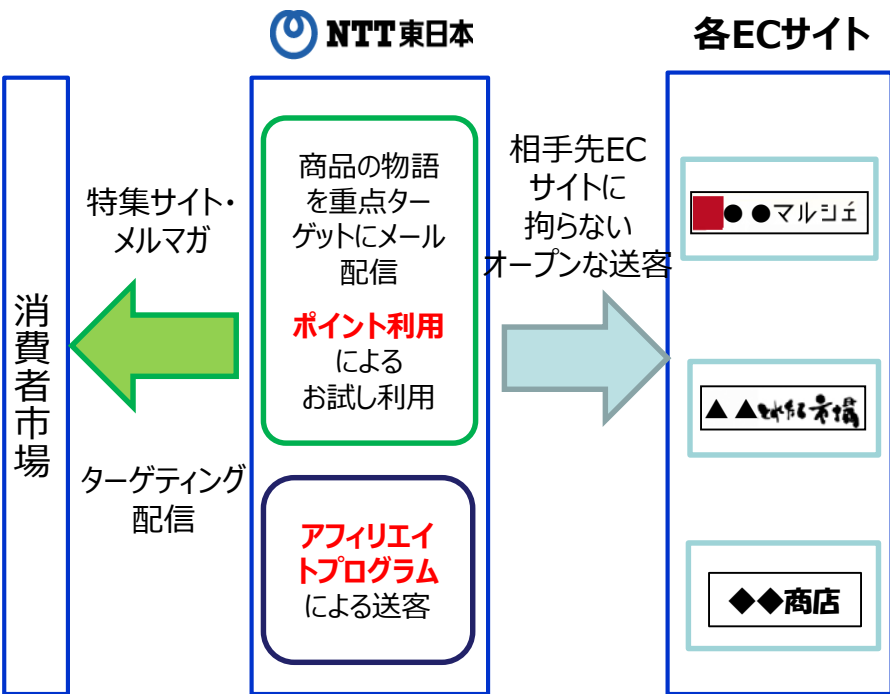 NTT東日本
各ECサイト
消費者市場
特集サイト・
メルマガ
ターゲティング
配信
商品の物語
を重点ター
ゲットにメール
配信
ポイント利用
による
お試し利用
アフィリエイ
トプログラム
による送客
相手先EC
サイトに
拘らない
オープンな送客
●●マルシェ
▲▲とれたて市場
◆◆商店